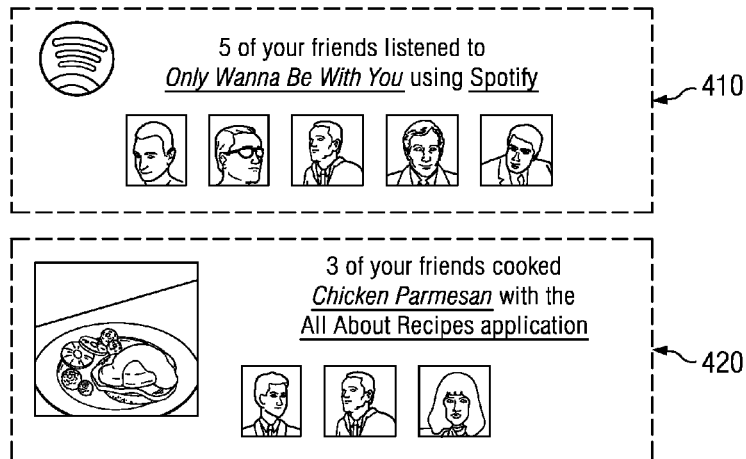 5 of your friends listened to
Only Wanna Be With You using Spotify
410
3 of your friends cooked
Chicken Parmesan with the
All About Recipes application
420